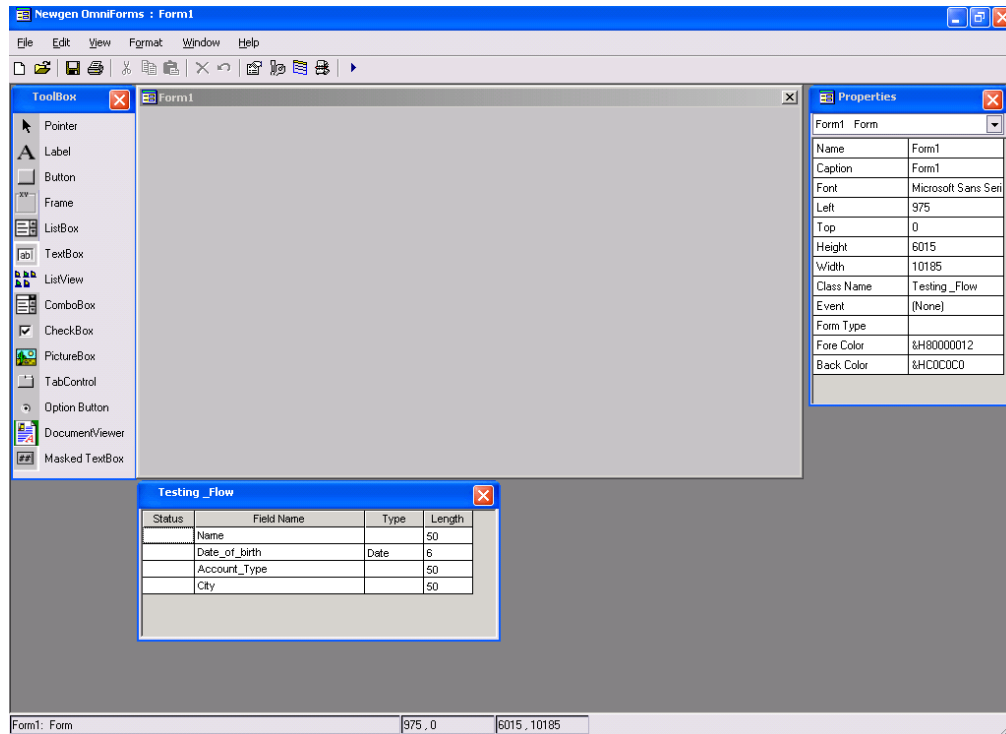 Newgen OmniForms : Form1
File Edit View Format Window Help
ToolBox
Pointer
A Label
Button
XY Frame
ListBox
ab TextBox
ListView
ComboBox
CheckBox
PictureBox
TabControl
Option Button
DocumentViewer
## Masked TextBox
Form1
Properties
Form1 Form
Name Form1
Caption Form1
Font Microsoft Sans Seri
Left 975
Top 0
Height 6015
Width 10185
Class Name Testing _Flow
Event (None)
Form Type
Fore Color &H80000012
Back Color &HC0C0C0
Testing _Flow
Status Field Name Type Length
Name 50
Date_of_birth Date 6
Account_Type 50
City 50
Form1: Form 975 , 0 6015 , 10185